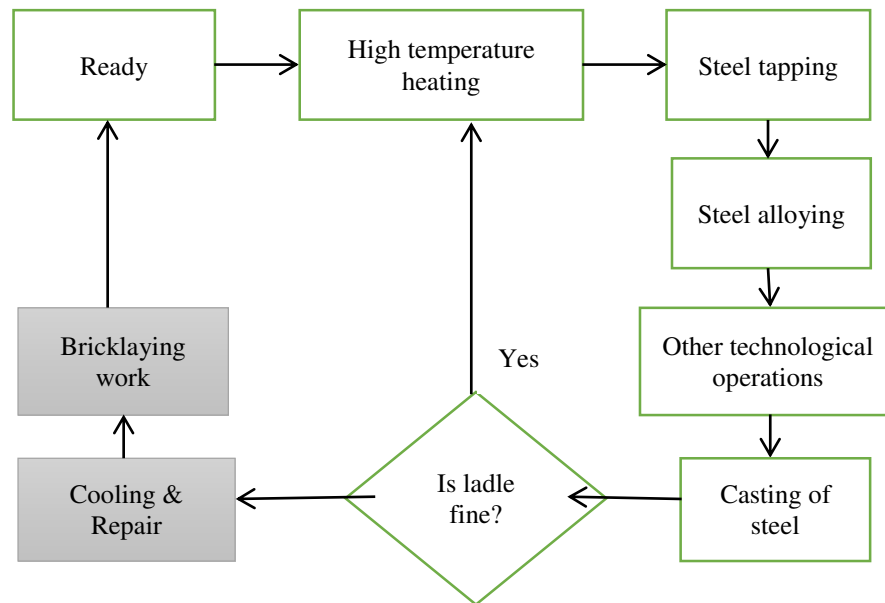 Ready
High temperature
heating
Steel tapping
Steel alloying
Bricklaying
work
Yes
Other technological
operations
Cooling &
Repair
Is ladle
fine?
Casting of
steel